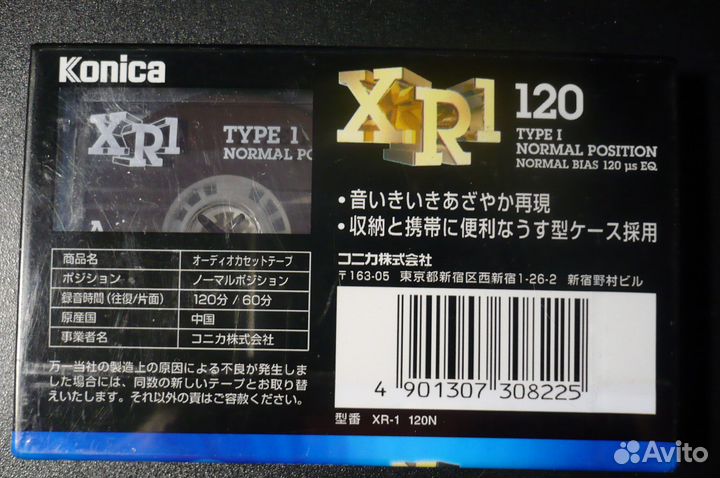 Konica
XR1
TYPE 1
NORMAL PO
A
XR1 120
TYPE I
NORMAL POSITION
NORMAL BIAS 120 μs EQ
・音いきいきあざやか再現
・収納と携帯に便利なうす型ケース採用
商品名 オーディオカセットテープ
ポジション ノーマルポジション
録音時間(往復/片面) 120分/60分
原産国 中国
事業者名 コニカ株式会社
万一当社の製造上の原因による不良が発生しま
した場合には、同数の新しいテープとお取り替
えいたします。それ以外の責はご容赦ください。
コニカ株式会社
〒163-05 東京都新宿区西新宿1-26-2 新宿野村ビル
4 901307 308225
型番 XR-1 120N
Avito